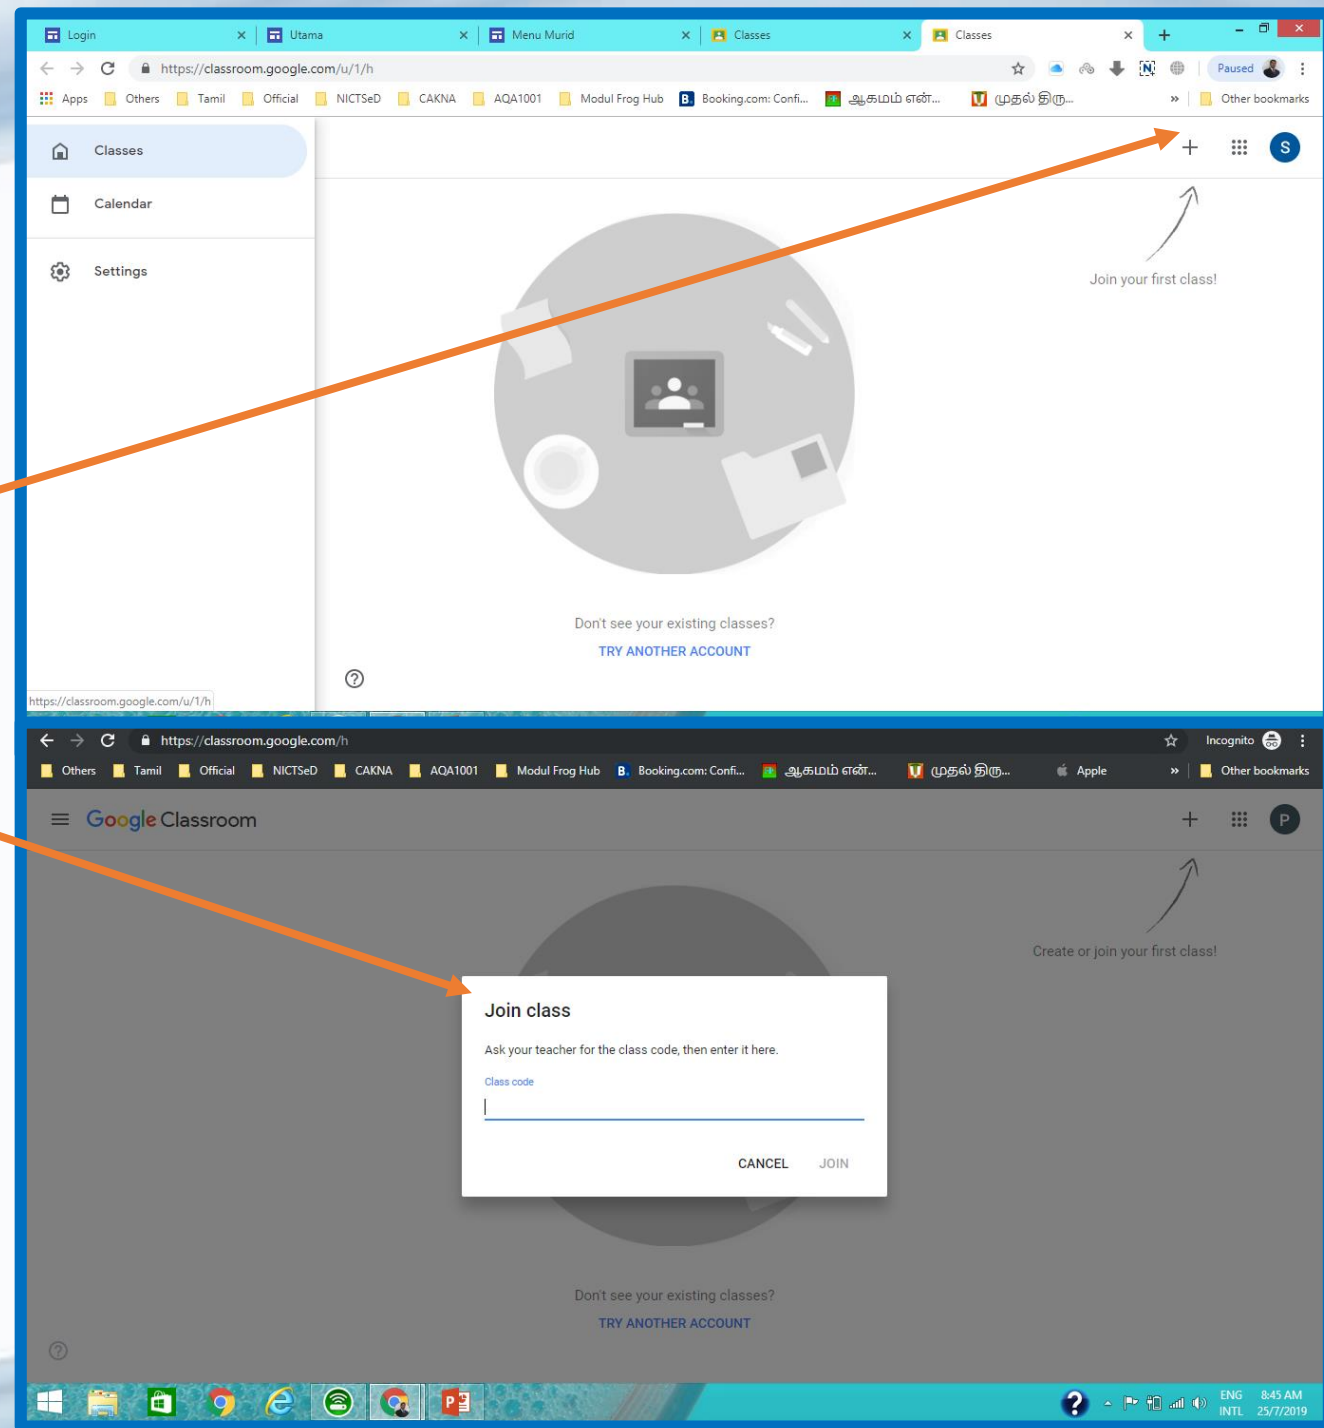 Login
Utama
Menu Murid
Classes
Classes
https://classroom.google.com/u/1/h
Paused
Apps Others Tamil Official NICTSeD CAKNA AQA1001 Modul Frog Hub B. Booking.com: Confi... ஆகமம் என்... முதல் திரு... » Other bookmarks
Classes
S
Calendar
Settings
Join your first class!
Don't see your existing classes?
TRY ANOTHER ACCOUNT
https://classroom.google.com/u/1/h
https://classroom.google.com/h
Incognito
Others Tamil Official NICTSeD CAKNA AQA1001 Modul Frog Hub B. Booking.com: Confi... ஆகமம் என்... முதல் திரு... Apple » Other bookmarks
Google Classroom
P
Create or join your first class!
Join class
Ask your teacher for the class code, then enter it here.
Class code
CANCEL JOIN
Don't see your existing classes?
TRY ANOTHER ACCOUNT
ENG 8:45 AM
INTL 25/7/2019